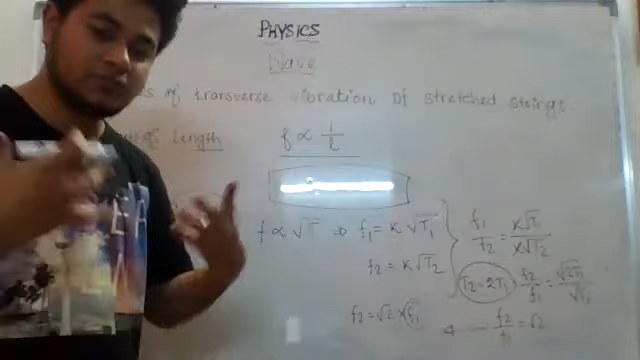 PHYSICS
Wave
of transverse vibration of stretched strings
of length f ∝ 1/l
f ∝ √T ⇒ f₁ = K√T₁
f₂ = K√T₂
f₁/f₂ = K√T₁/K√T₂
T₂ = 2T₁ f₂/f₁ = √2T₁/√T₁
f₂/f₁ = √2
f₂ = √2 × f₁